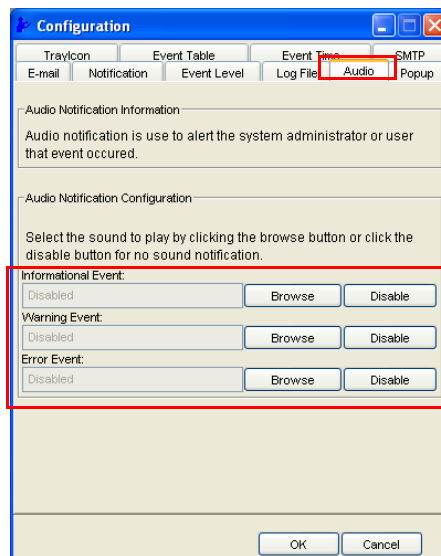 Configuration
TrayIcon Event Table Event Time SMTP
E-mail Notification Event Level Log File Audio Popup
Audio Notification Information
Audio notification is use to alert the system administrator or user
that event occured.
Audio Notification Configuration
Select the sound to play by clicking the browse button or click the
disable button for no sound notification.
Informational Event:
Disabled Browse Disable
Warning Event:
Disabled Browse Disable
Error Event:
Disabled Browse Disable
OK Cancel